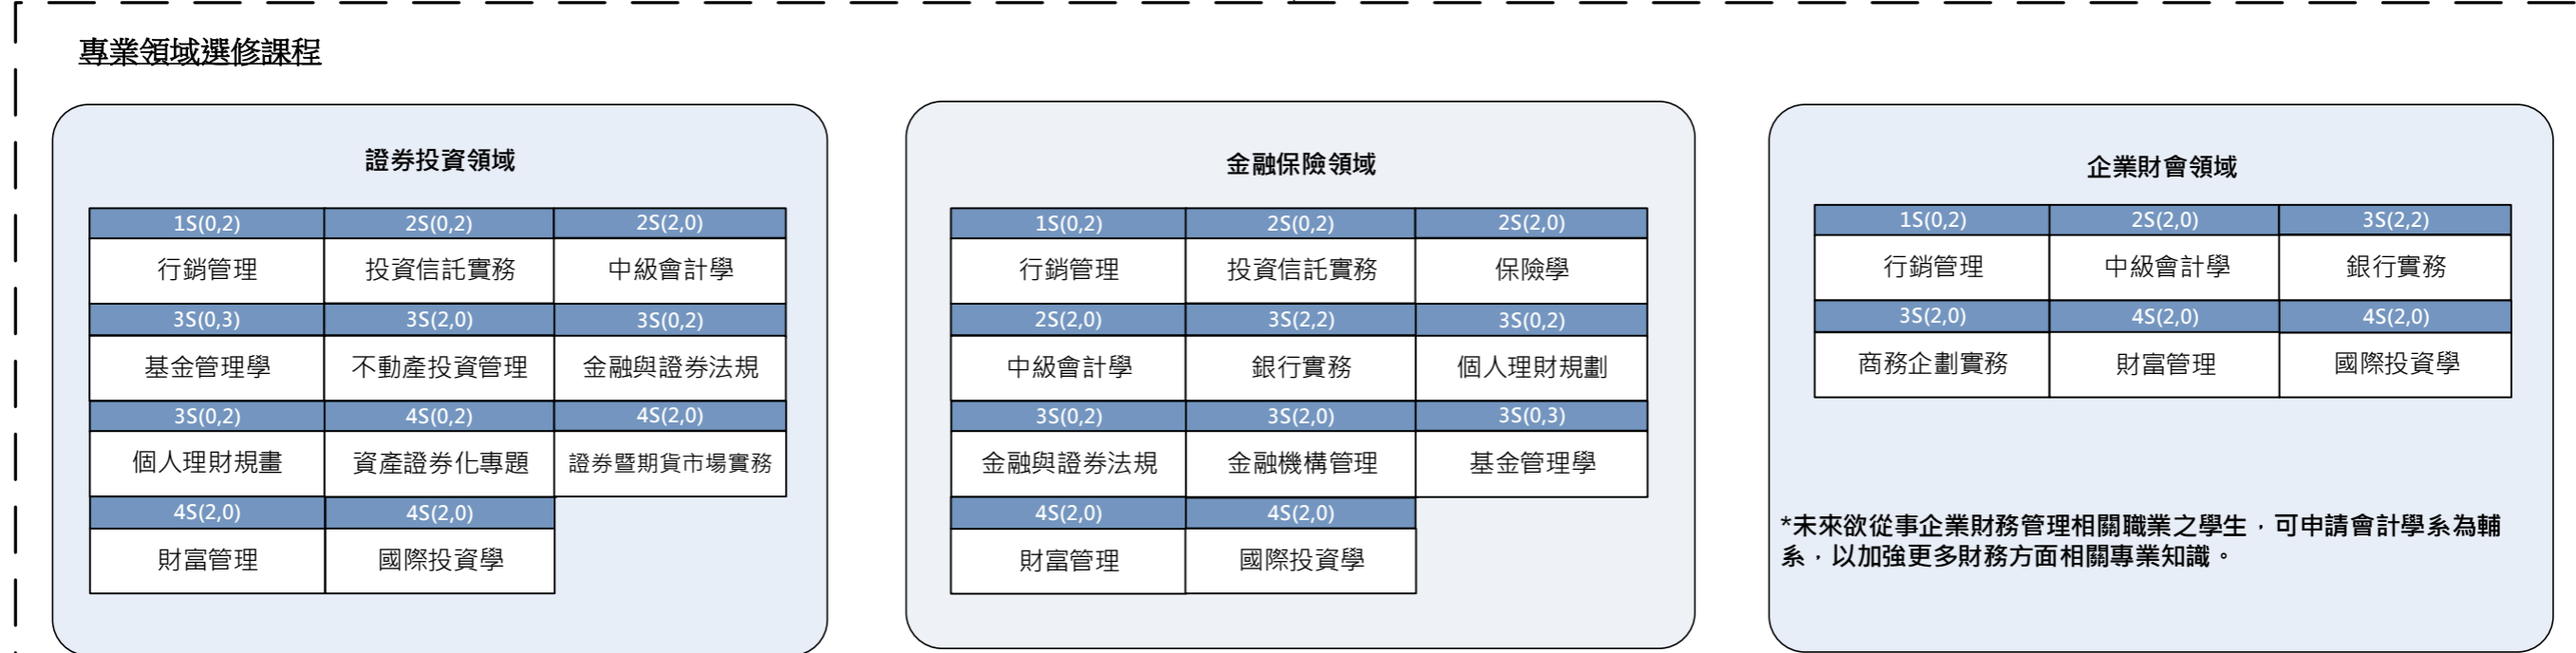 專業領域選修課程
證券投資領域
1S(0,2) 2S(0,2) 2S(2,0)
行銷管理 投資信託實務 中級會計學
3S(0,3) 3S(2,0) 3S(0,2)
基金管理學 不動產投資管理 金融與證券法規
3S(0,2) 4S(0,2) 4S(2,0)
個人理財規畫 資產證券化專題 證券暨期貨市場實務
4S(2,0) 4S(2,0)
財富管理 國際投資學
金融保險領域
1S(0,2) 2S(0,2) 2S(2,0)
行銷管理 投資信託實務 保險學
2S(2,0) 3S(2,2) 3S(0,2)
中級會計學 銀行實務 個人理財規劃
3S(0,2) 3S(2,0) 3S(0,3)
金融與證券法規 金融機構管理 基金管理學
4S(2,0) 4S(2,0)
財富管理 國際投資學
企業財會領域
1S(0,2) 2S(2,0) 3S(2,2)
行銷管理 中級會計學 銀行實務
3S(2,0) 4S(2,0) 4S(2,0)
商務企劃實務 財富管理 國際投資學
*未來欲從事企業財務管理相關職業之學生，可申請會計學系為輔
系，以加強更多財務方面相關專業知識。